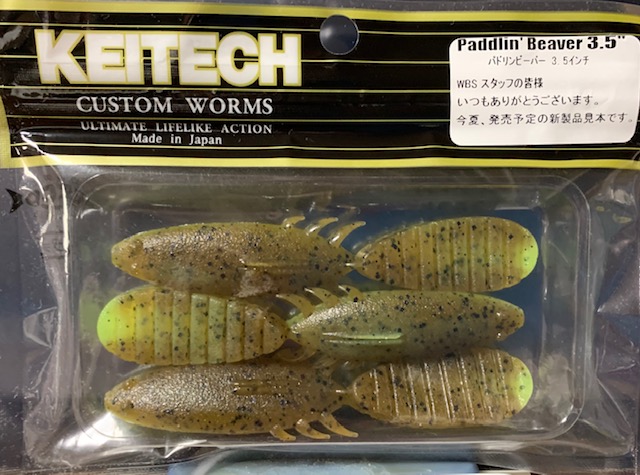 KEITECH
CUSTOM WORMS
ULTIMATE LIFELIKE ACTION
Made in Japan
Paddlin' Beaver 3.5"
パドリンビーバー 3.5インチ
WBS スタッフの皆様
いつもありがとうございます。
今夏、発売予定の新製品見本です。